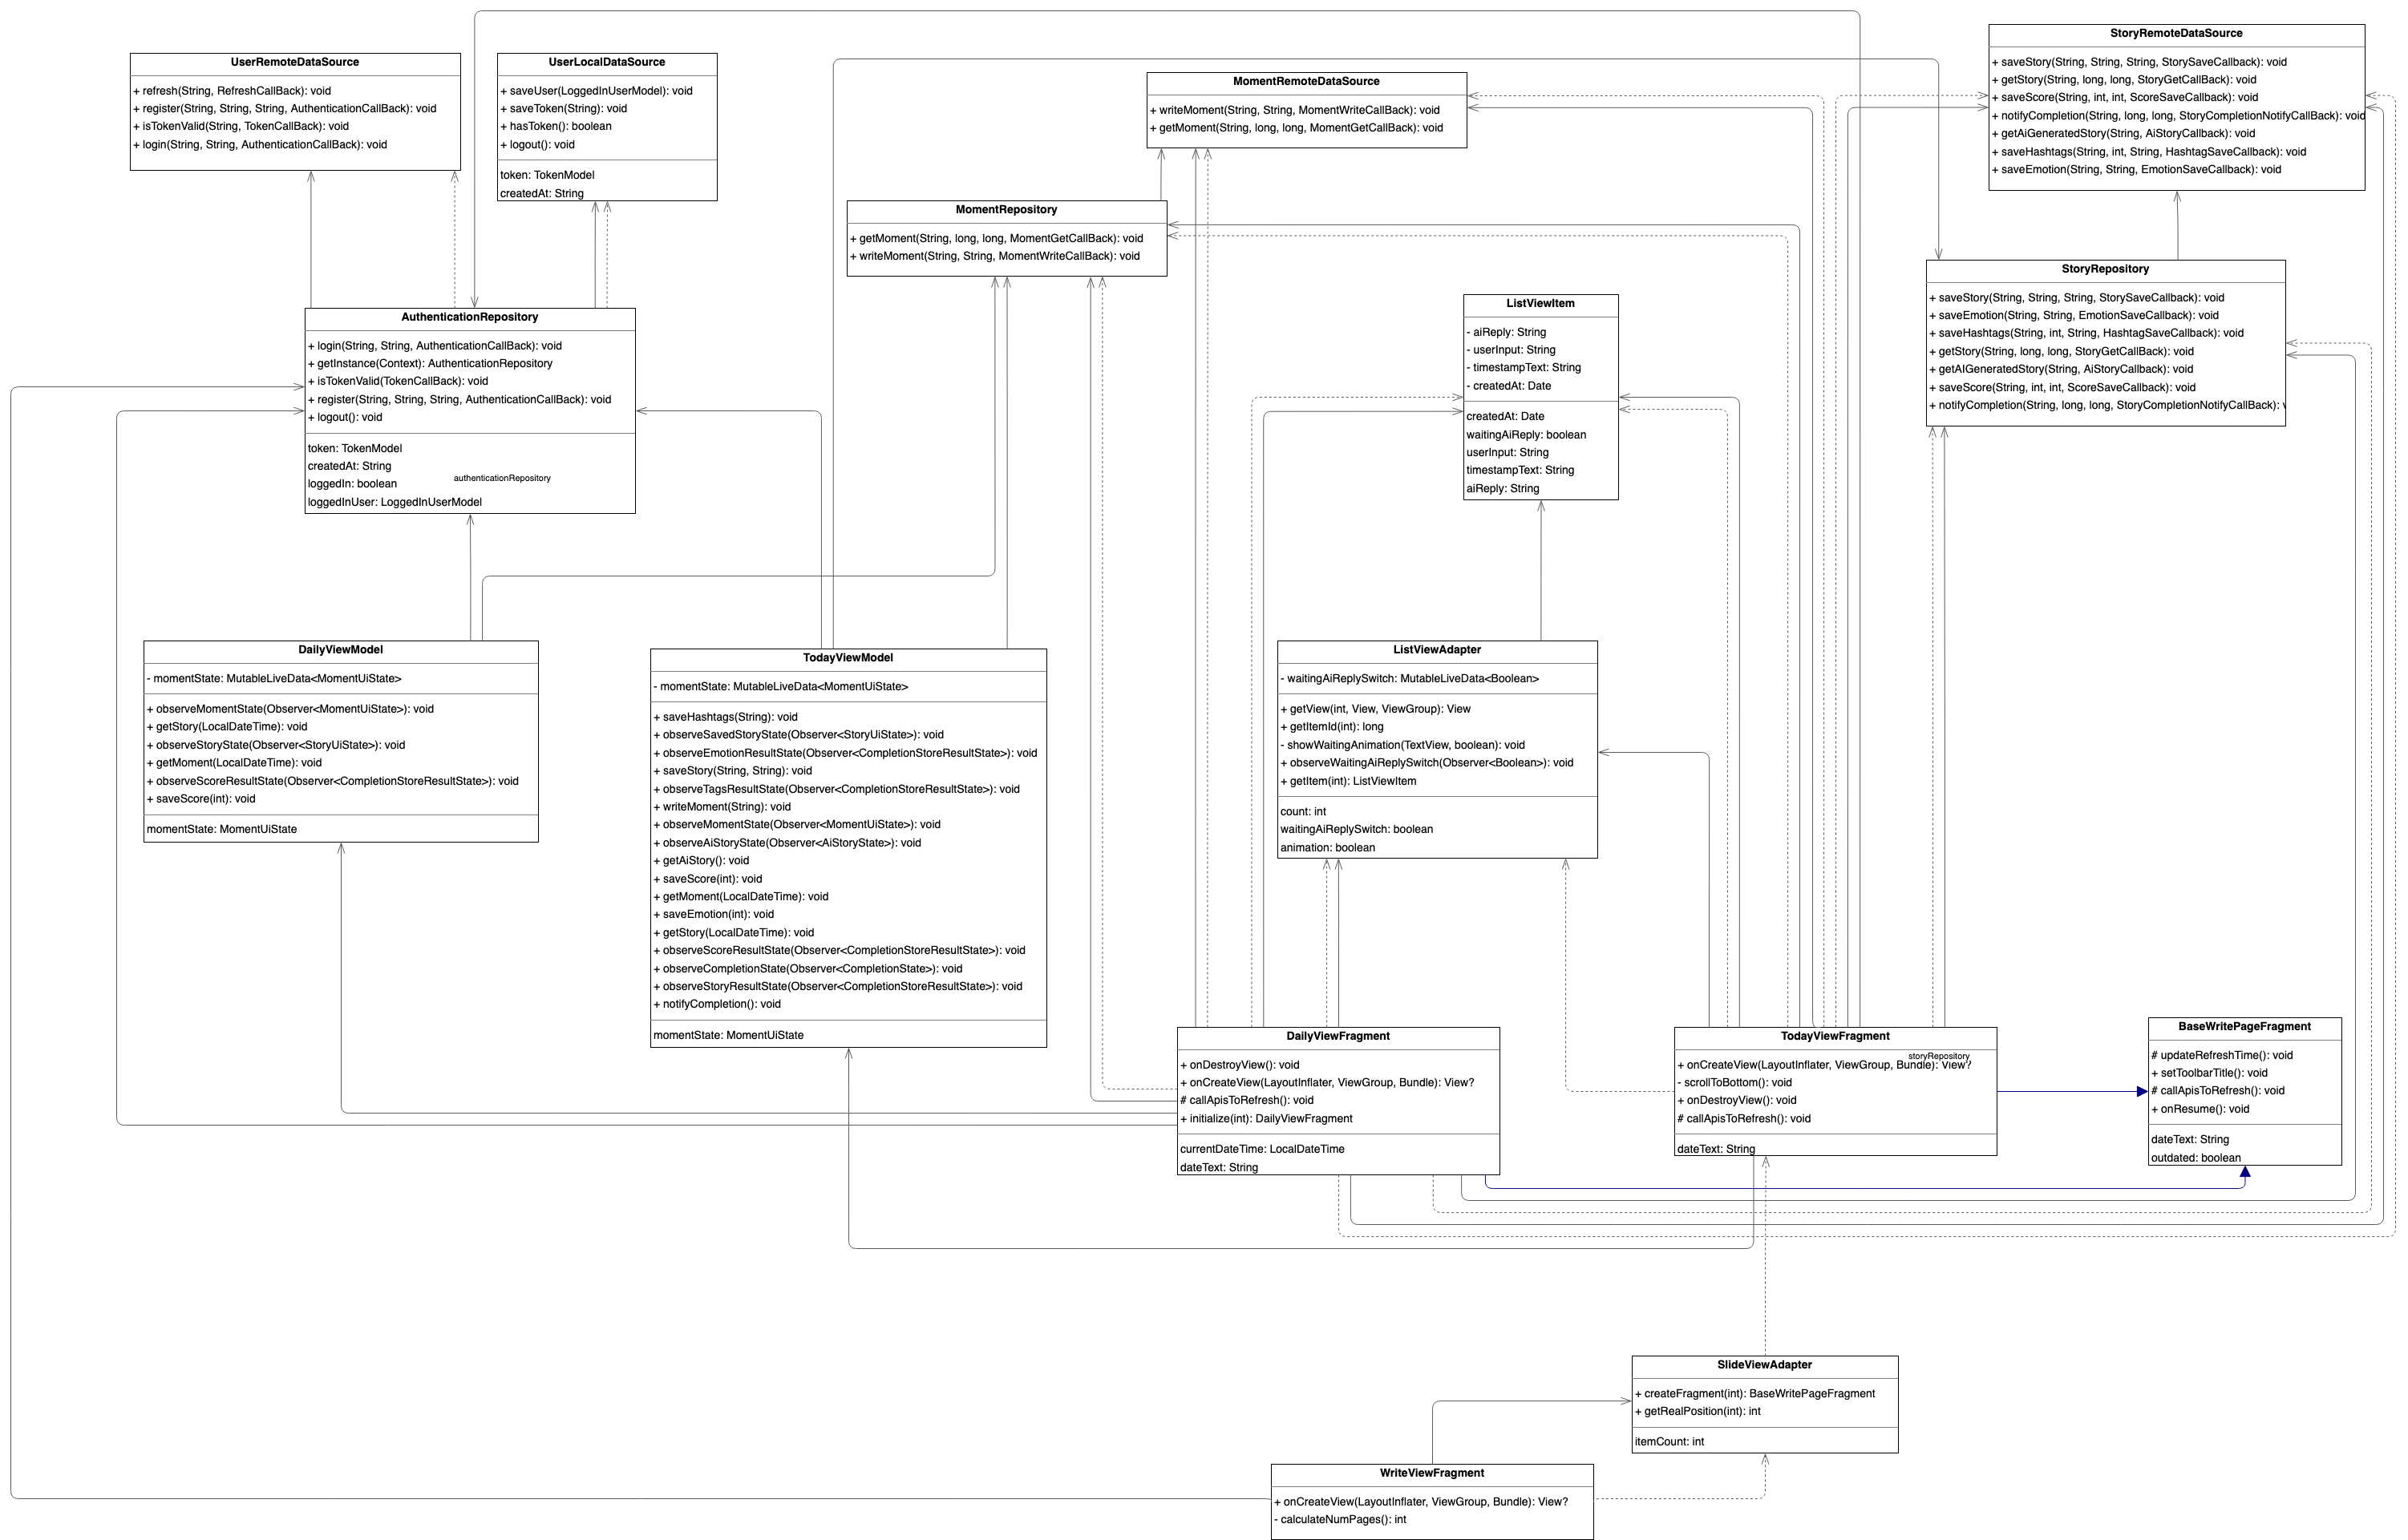 UserRemoteDataSource
+ refresh(String, RefreshCallBack): void
+ register(String, String, String, AuthenticationCallBack): void
+ isTokenValid(String, TokenCallBack): void
+ login(String, String, AuthenticationCallBack): void
UserLocalDataSource
+ saveUser(LoggedInUserModel): void
+ saveToken(String): void
+ hasToken(): boolean
+ logout(): void
token: TokenModel
createdAt: String
MomentRemoteDataSource
+ writeMoment(String, String, MomentWriteCallBack): void
+ getMoment(String, long, long, MomentGetCallBack): void
StoryRemoteDataSource
+ saveStory(String, String, String, StorySaveCallback): void
+ getStory(String, long, long, StoryGetCallBack): void
+ saveScore(String, int, int, ScoreSaveCallback): void
+ notifyCompletion(String, long, long, StoryCompletionNotifyCallBack): void
+ getAiGeneratedStory(String, AiStoryCallback): void
+ saveHashtags(String, int, String, HashtagSaveCallback): void
+ saveEmotion(String, String, EmotionSaveCallback): void
MomentRepository
+ getMoment(String, long, long, MomentGetCallBack): void
+ writeMoment(String, String, MomentWriteCallBack): void
StoryRepository
+ saveStory(String, String, String, StorySaveCallback): void
+ saveEmotion(String, String, EmotionSaveCallback): void
+ saveHashtags(String, int, String, HashtagSaveCallback): void
+ getStory(String, long, long, StoryGetCallBack): void
+ getAIGeneratedStory(String, AiStoryCallback): void
+ saveScore(String, int, int, ScoreSaveCallback): void
+ notifyCompletion(String, long, long, StoryCompletionNotifyCallBack):
ListViewItem
- aiReply: String
- userInput: String
- timestampText: String
- createdAt: Date
createdAt: Date
waitingAiReply: boolean
userInput: String
timestampText: String
aiReply: String
AuthenticationRepository
+ login(String, String, AuthenticationCallBack): void
+ getInstance(Context): AuthenticationRepository
+ isTokenValid(TokenCallBack): void
+ register(String, String, String, AuthenticationCallBack): void
+ logout(): void
token: TokenModel
createdAt: String
loggedIn: boolean
authenticationRepository
loggedInUser: LoggedInUserModel
DailyViewModel
- momentState: MutableLiveData<MomentUiState>
+ observeMomentState(Observer<MomentUiState>): void
+ getStory(LocalDateTime): void
+ observeStoryState(Observer<StoryUiState>): void
+ getMoment(LocalDateTime): void
+ observeScoreResultState(Observer<CompletionStoreResultState>): void
+ saveScore(int): void
momentState: MomentUiState
TodayViewModel
- momentState: MutableLiveData<MomentUiState>
+ saveHashtags(String): void
+ observeSavedStoryState(Observer<StoryUiState>): void
+ observeEmotionResultState(Observer<CompletionStoreResultState>): void
+ saveStory(String, String): void
+ observeTagsResultState(Observer<CompletionStoreResultState>): void
+ writeMoment(String): void
+ observeMomentState(Observer<MomentUiState>): void
+ observeAiStoryState(Observer<AiStoryState>): void
+ getAiStory(): void
+ saveScore(int): void
+ getMoment(LocalDateTime): void
+ saveEmotion(int): void
+ getStory(LocalDateTime): void
+ observeScoreResultState(Observer<CompletionStoreResultState>): void
+ observeCompletionState(Observer<CompletionState>): void
+ observeStoryResultState(Observer<CompletionStoreResultState>): void
+ notifyCompletion(): void
momentState: MomentUiState
ListViewAdapter
- waitingAiReplySwitch: MutableLiveData<Boolean>
+ getView(int, View, ViewGroup): View
+ getItemId(int): long
- showWaitingAnimation(TextView, boolean): void
+ observeWaitingAiReplySwitch(Observer<Boolean>): void
+ getItem(int): ListViewItem
count: int
waitingAiReplySwitch: boolean
animation: boolean
DailyViewFragment
+ onDestroyView(): void
+ onCreateView(LayoutInflater, ViewGroup, Bundle): View?
# callApisToRefresh(): void
+ initialize(int): DailyViewFragment
currentDateTime: LocalDateTime
dateText: String
TodayViewFragment
storyRepository
+ onCreateView(LayoutInflater, ViewGroup, Bundle): View?
- scrollToBottom(): void
+ onDestroyView(): void
# callApisToRefresh(): void
dateText: String
BaseWritePageFragment
# updateRefreshTime(): void
+ setToolbarTitle(): void
# callApisToRefresh(): void
+ onResume(): void
dateText: String
outdated: boolean
SlideViewAdapter
+ createFragment(int): BaseWritePageFragment
+ getRealPosition(int): int
itemCount: int
WriteViewFragment
+ onCreateView(LayoutInflater, ViewGroup, Bundle): View?
- calculateNumPages(): int